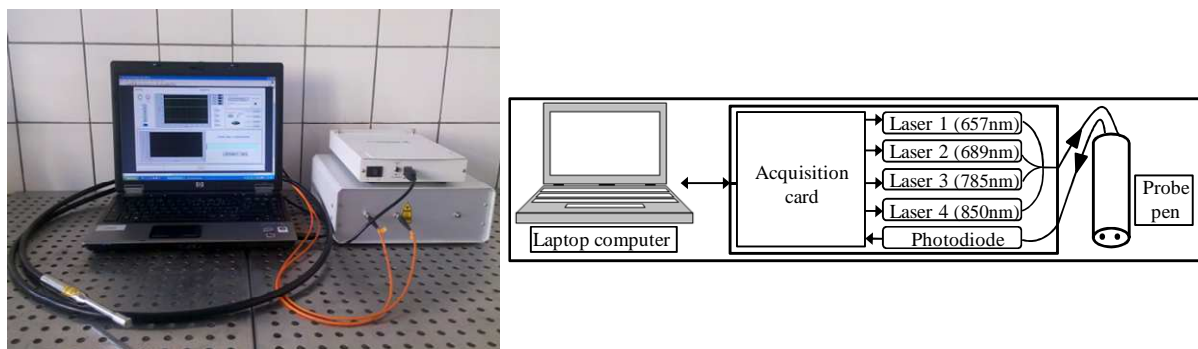 hp
Laser 1 (657nm)
Laser 2 (689nm)
Laser 3 (785nm)
Laser 4 (850nm)
Photodiode
Acquisition
card
Laptop computer
Probe
pen